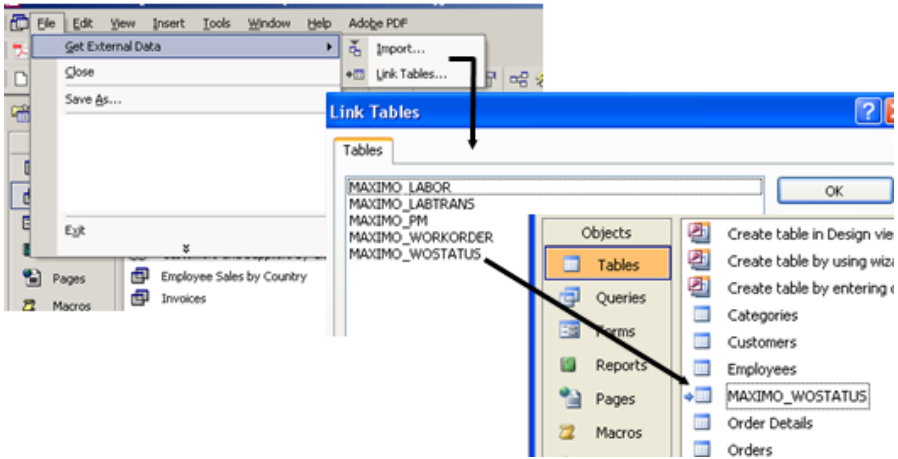 File Edit View Insert Tools Window Help Adobe PDF
Get External Data
Close
Save As...
Exit
Import...
Link Tables...
Pages
Macros
Employee Sales by Country
Invoices
Link Tables
?
Tables
MAXIMO_LABOR
MAXIMO_LABTRANS
MAXIMO_PM
MAXIMO_WORKORDER
MAXIMO_WOSTATUS
OK
Objects
Tables
Queries
Forms
Reports
Pages
Macros
Create table in Design vie
Create table by using wiza
Create table by entering
Categories
Customers
Employees
MAXIMO_WOSTATUS
Order Details
Orders